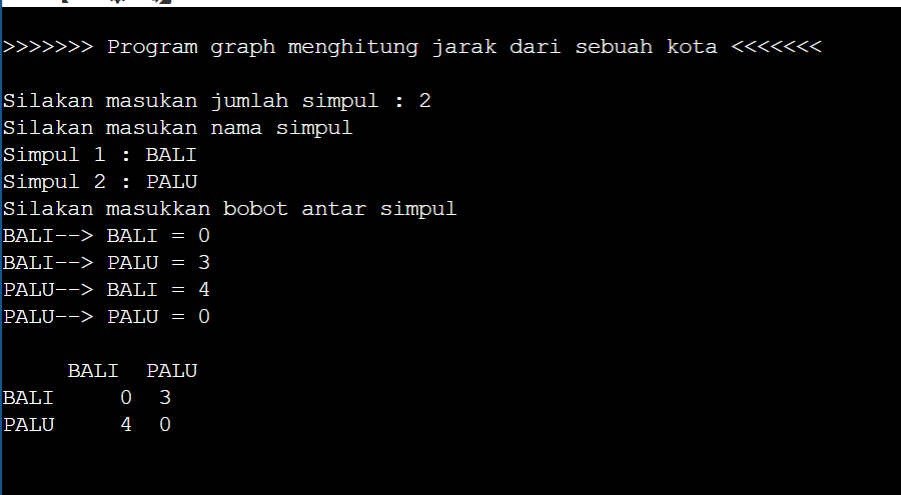 >>>>>>> Program graph menghitung jarak dari sebuah kota <<<<<<<
Silakan masukan jumlah simpul : 2
Silakan masukan nama simpul
Simpul 1 : BALI
Simpul 2 : PALU
Silakan masukkan bobot antar simpul
BALI--> BALI = 0
BALI--> PALU = 3
PALU--> BALI = 4
PALU--> PALU = 0
BALI PALU
BALI 0 3
PALU 4 0